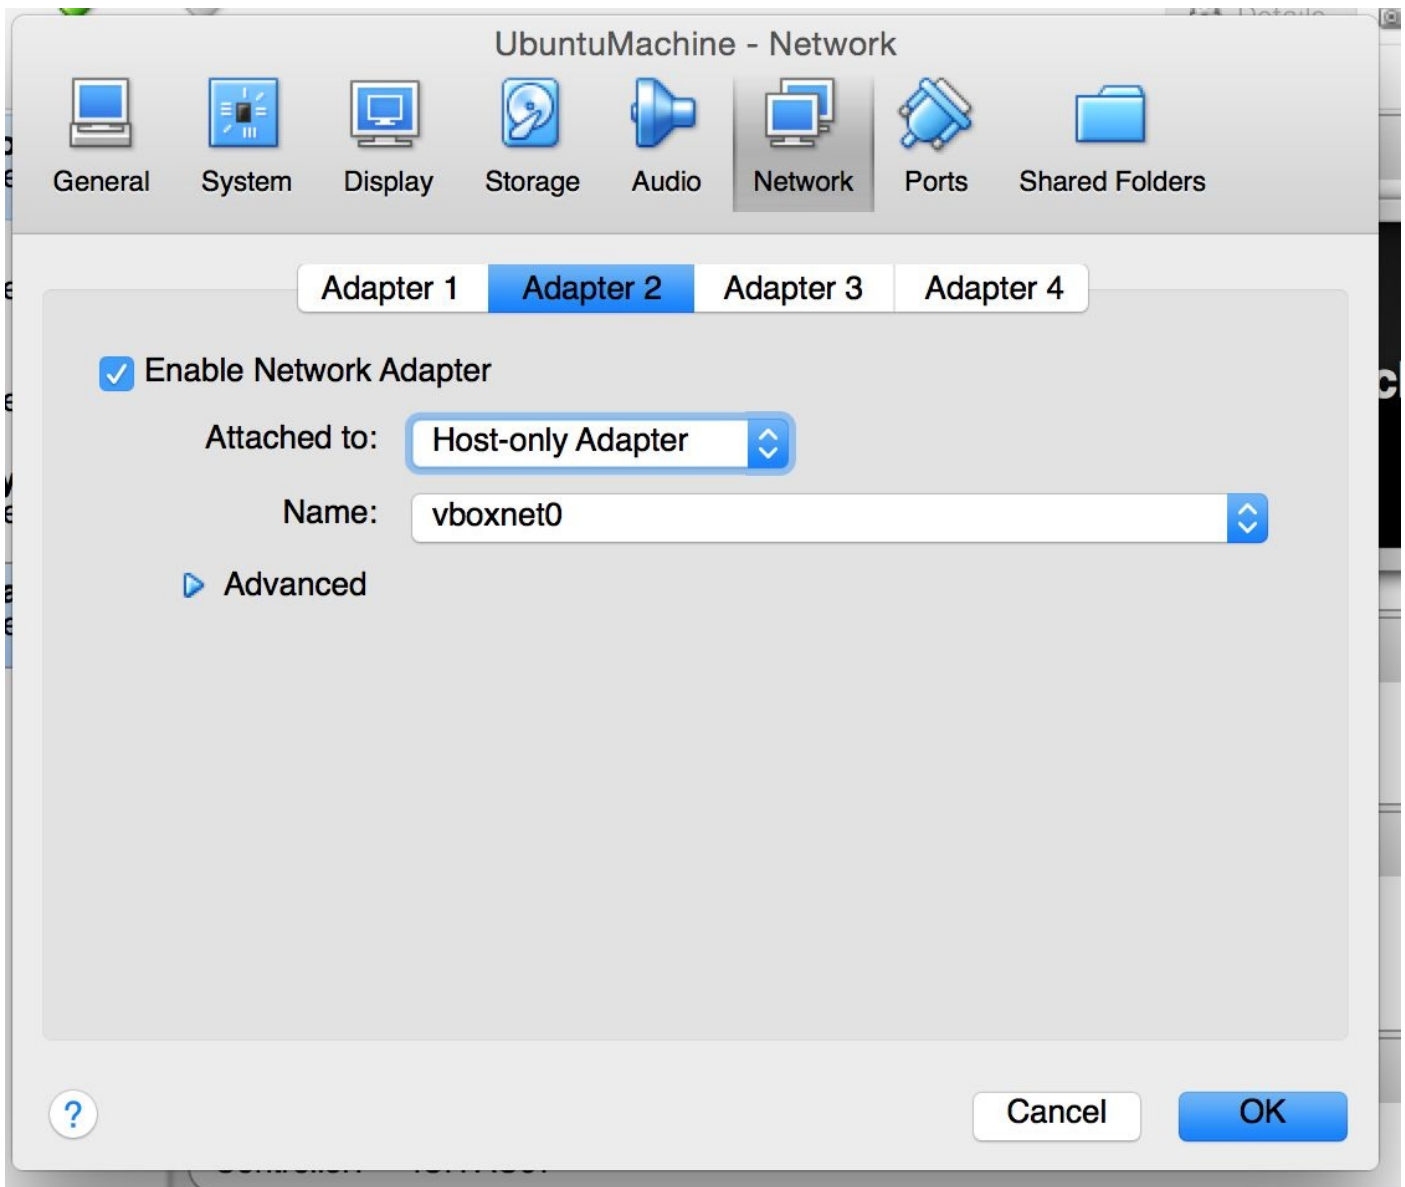 Details
UbuntuMachine - Network
General System Display Storage Audio Network Ports Shared Folders
Adapter 1 Adapter 2 Adapter 3 Adapter 4
Enable Network Adapter
Attached to: Host-only Adapter
Name: vboxnet0
Advanced
? Cancel OK